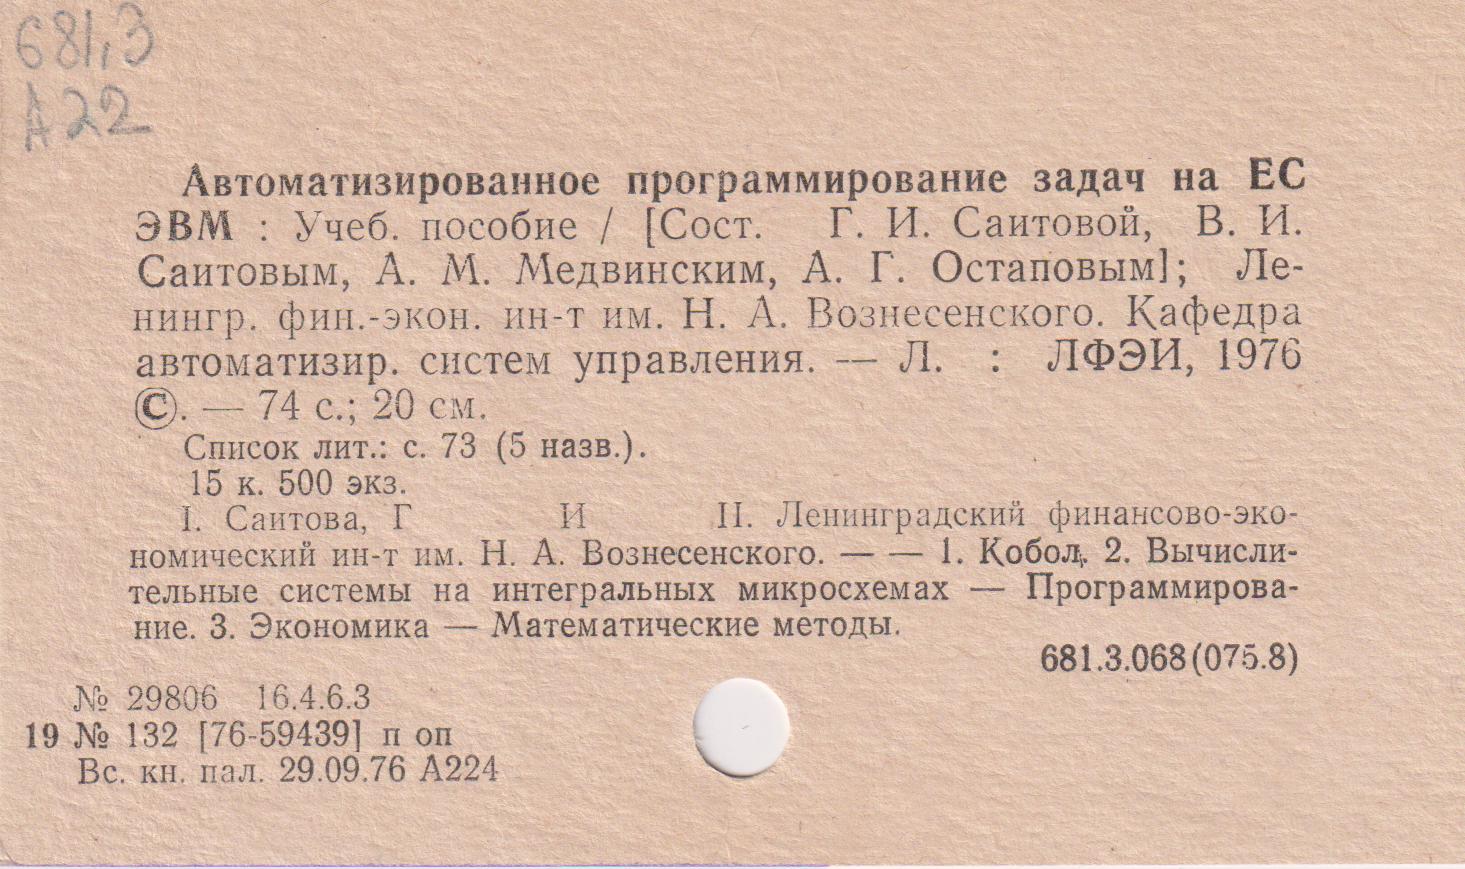 681,3
А22
Автоматизированное программирование задач на ЕС
ЭВМ : Учеб. пособие / [Сост. Г. И. Саитовой, В. И.
Саитовым, А. М. Медвинским, А. Г. Остаповым]; Ле-
нингр. фин.-экон. ин-т им. Н. А. Вознесенского. Кафедра
автоматизир. систем управления. — Л. : ЛФЭИ, 1976
©. — 74 с.; 20 см.
Список лит.: с. 73 (5 назв.).
15 к. 500 экз.
I. Саитова, Г И II. Ленинградский финансово-эко-
номический ин-т им. Н. А. Вознесенского. — — 1. Кобол. 2. Вычисли-
тельные системы на интегральных микросхемах — Программирова-
ние. 3. Экономика — Математические методы.
681.3.068(075.8)
№ 29806 16.4.6.3
19 № 132 [76-59439] п оп
Вс. кн. пал. 29.09.76 А224